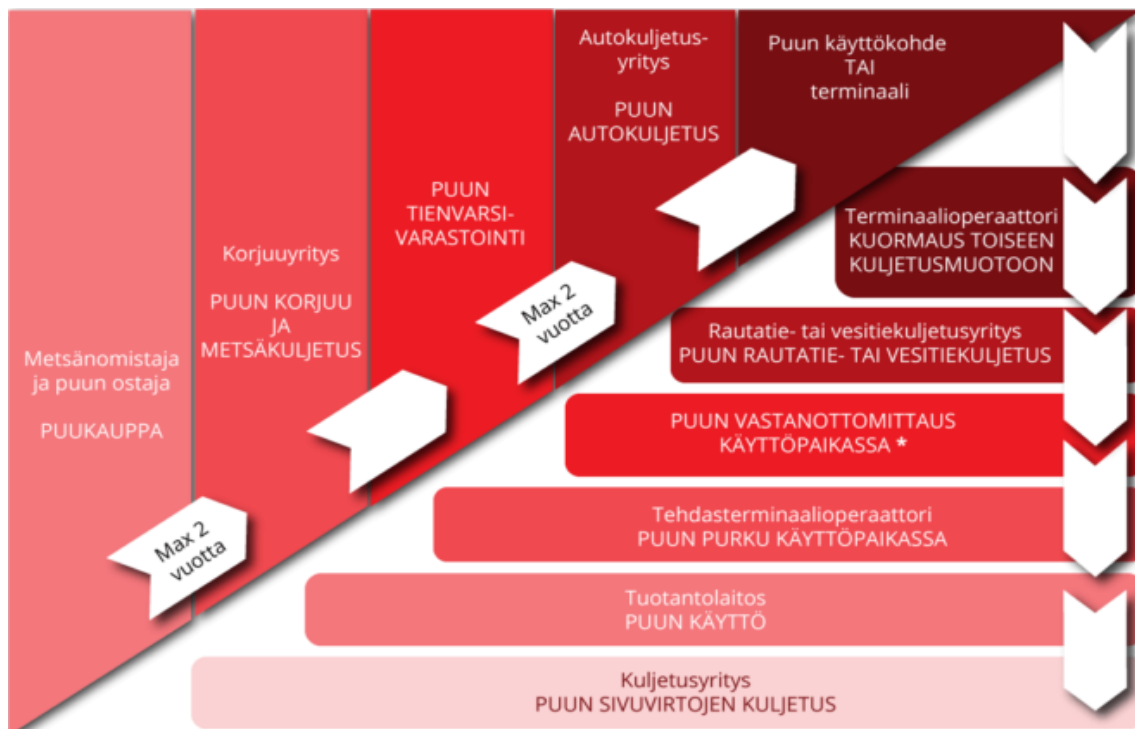 Metsänomistaja
ja puun ostaja
PUUKAUPPA
Max 2
vuotta
Korjuuyritys
PUUN KORJUU
JA
METSÄKULJETUS
PUUN
TIENVARSI-
VARASTOINTI
Max 2
vuotta
Autokuljetus-
yritys
PUUN
AUTOKULJETUS
Puun käyttökohde
TAI
terminaali
Terminaalioperaattori
KUORMAUS TOISEEN
KULJETUSMUOTOON
Rautatie- tai vesitiekuljetusyritys
PUUN RAUTATIE- TAI VESITIEKULJETUS
PUUN VASTANOTTOMITTAUS
KÄYTTÖPAIKASSA *
Tehdasterminaalioperaattori
PUUN PURKU KÄYTTÖPAIKASSA
Tuotantolaitos
PUUN KÄYTTÖ
Kuljetusyritys
PUUN SIVUVIRTOJEN KULJETUS